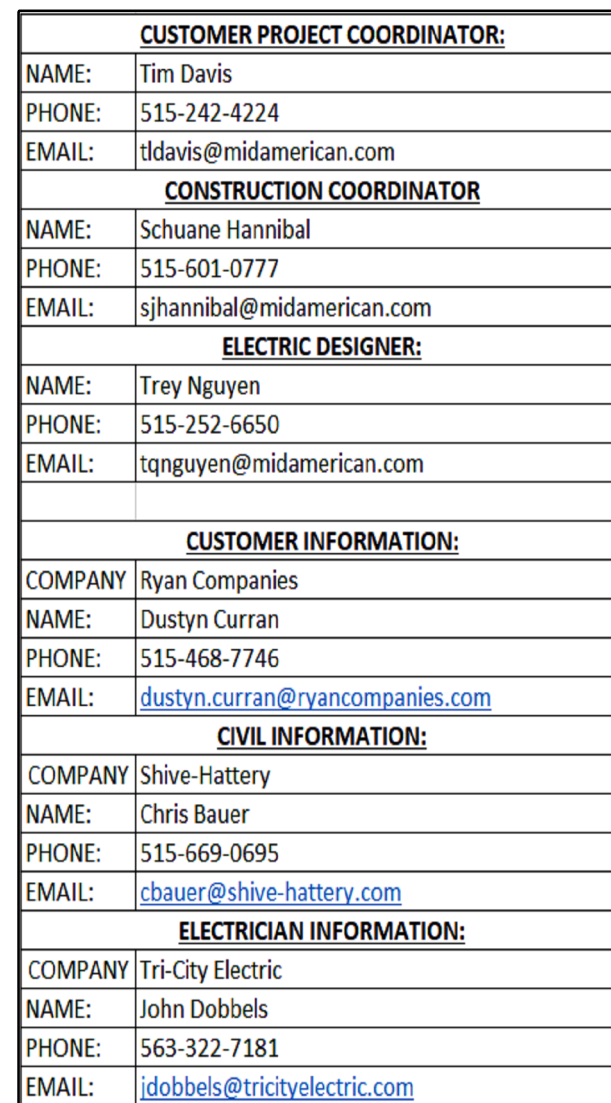 CUSTOMER PROJECT COORDINATOR:
NAME: Tim Davis
PHONE: 515-242-4224
EMAIL: tldavis@midamerican.com
CONSTRUCTION COORDINATOR
NAME: Schuane Hannibal
PHONE: 515-601-0777
EMAIL: sjhannibal@midamerican.com
ELECTRIC DESIGNER:
NAME: Trey Nguyen
PHONE: 515-252-6650
EMAIL: tqnguyen@midamerican.com
CUSTOMER INFORMATION:
COMPANY Ryan Companies
NAME: Dustyn Curran
PHONE: 515-468-7746
EMAIL: dustyn.curran@ryancompanies.com
CIVIL INFORMATION:
COMPANY Shive-Hattery
NAME: Chris Bauer
PHONE: 515-669-0695
EMAIL: cbauer@shive-hattery.com
ELECTRICIAN INFORMATION:
COMPANY Tri-City Electric
NAME: John Dobbels
PHONE: 563-322-7181
EMAIL: jdobbels@tricityelectric.com